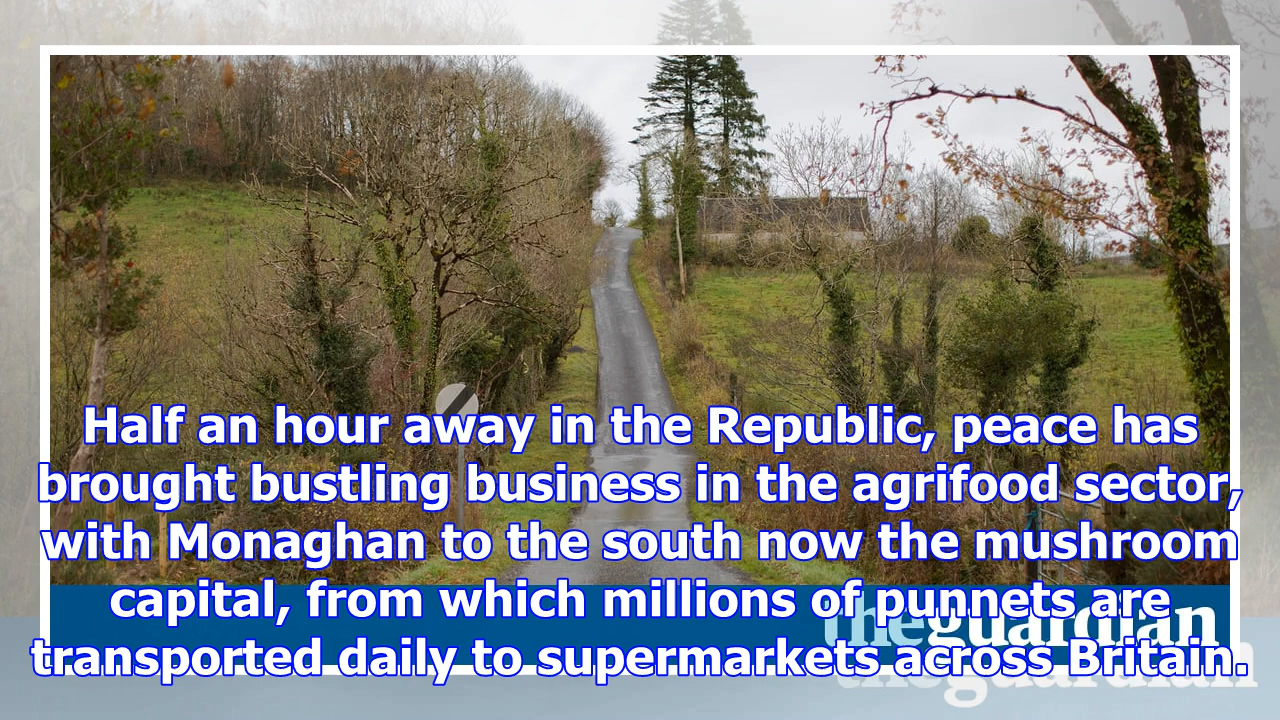 Half an hour away in the Republic, peace has
brought bustling business in the agrifood sector,
with Monaghan to the south now the mushroom
capital, from which millions of punnets are
theguardian
transported daily to supermarkets across Britain.
theguardian